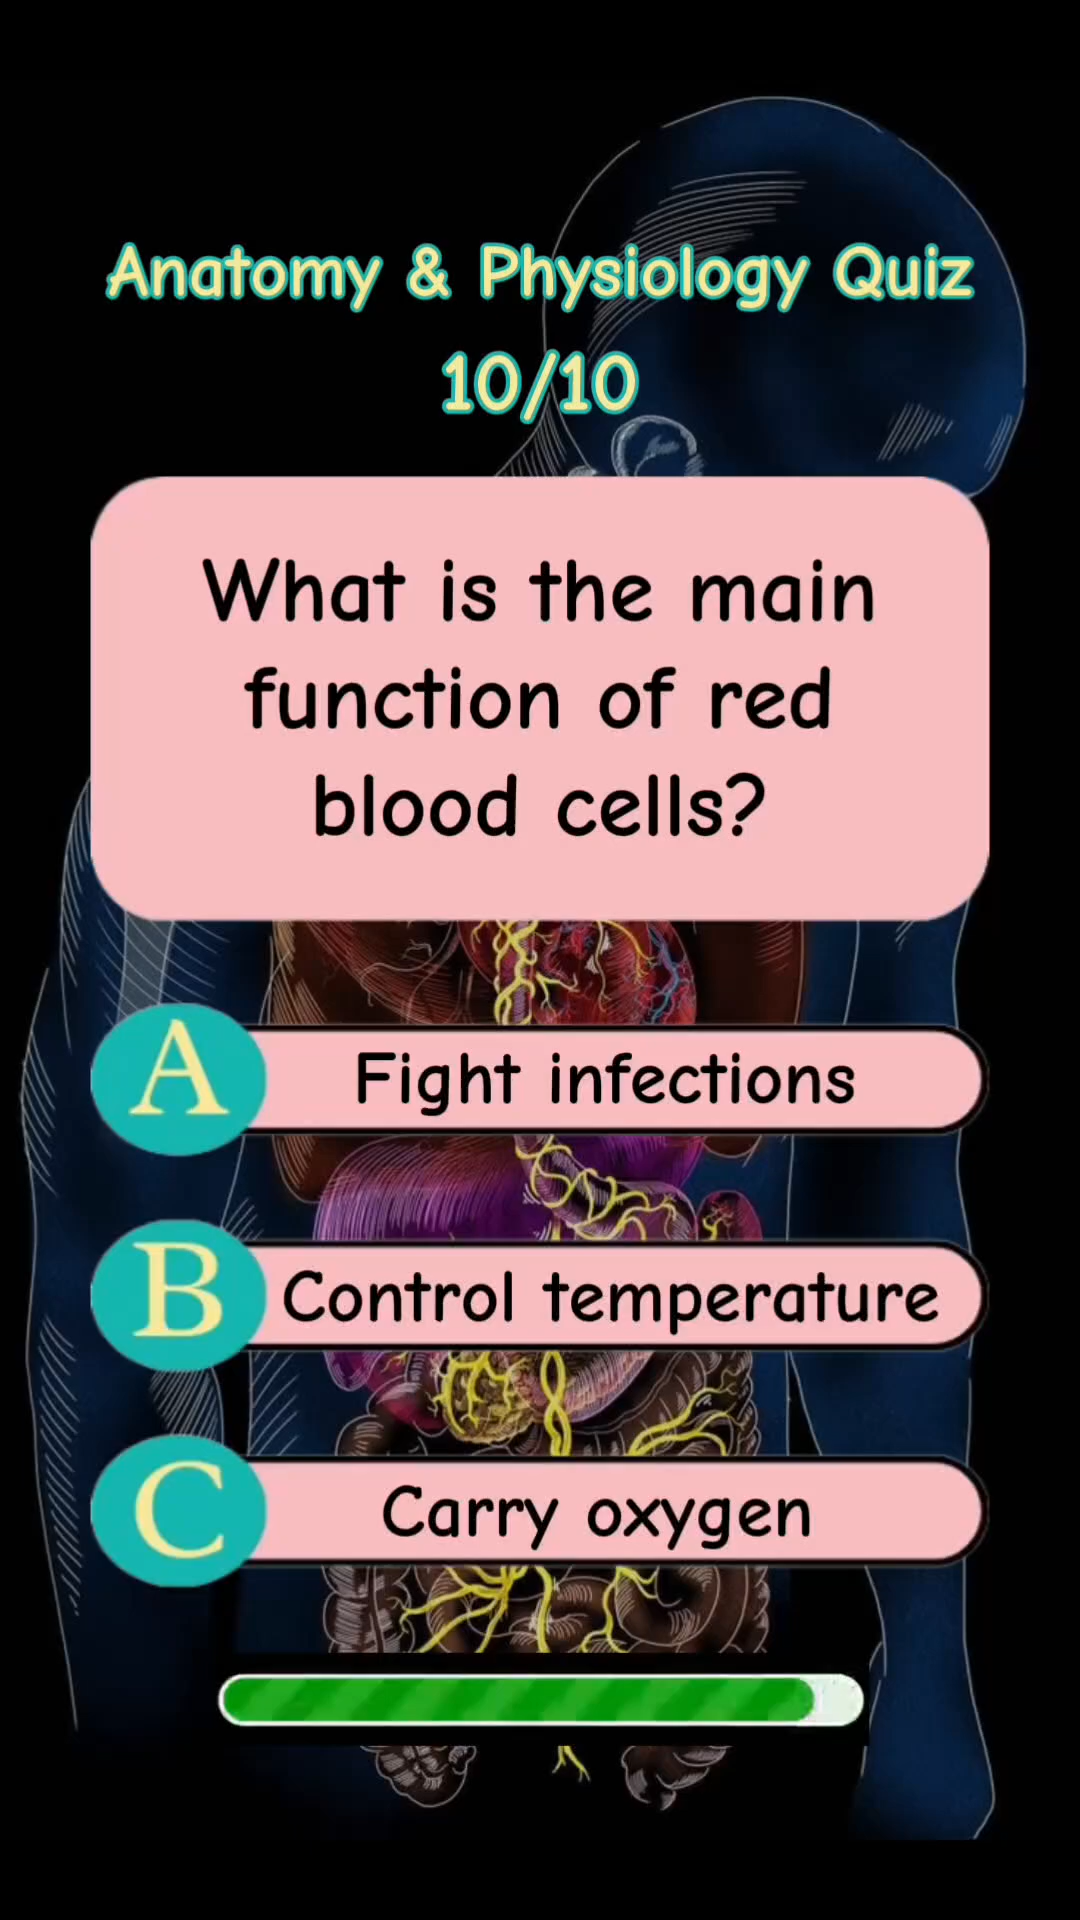 Anatomy & Physiology Quiz
10/10
What is the main
function of red
blood cells?
A Fight infections
B Control temperature
C Carry oxygen